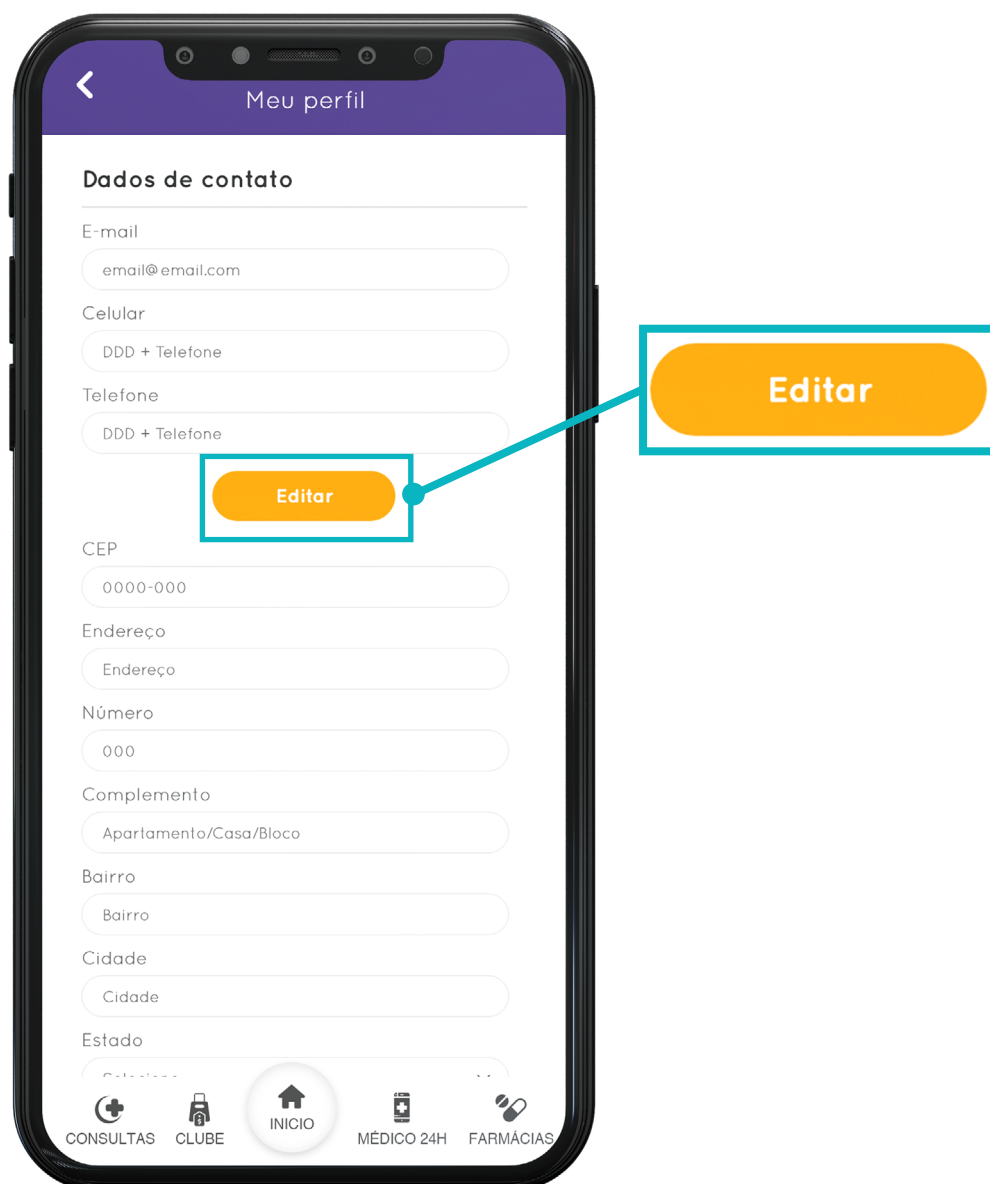 Meu perfil
Dados de contato
E-mail
email@email.com
Celular
DDD + Telefone
Telefone
DDD + Telefone
Editar
Editar
CEP
0000-000
Endereço
Endereço
Número
000
Complemento
Apartamento/Casa/Bloco
Bairro
Bairro
Cidade
Cidade
Estado
CONSULTAS
CLUBE
INICIO
MÉDICO 24H
FARMÁCIAS